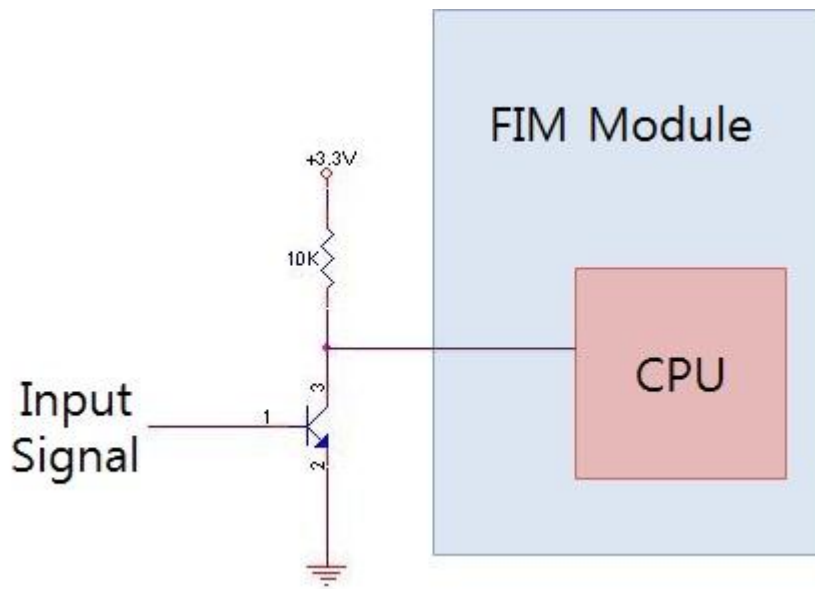 FIM Module
+3.3V
10K
CPU
3
Input
Signal
1
2